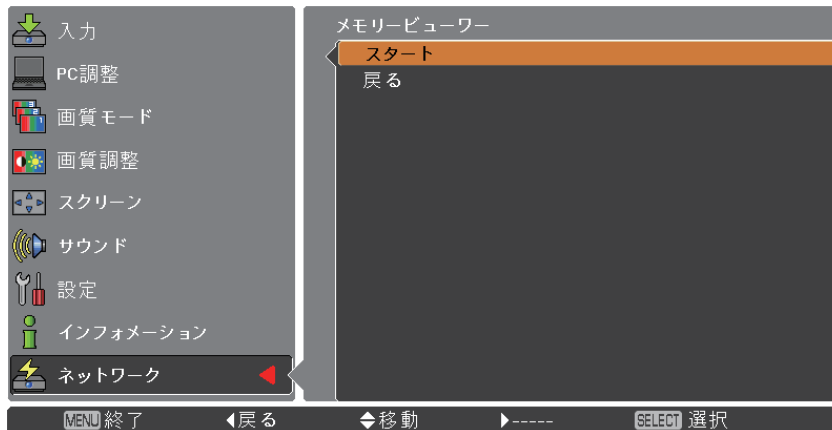 入力
PC調整
画質モード
画質調整
スクリーン
サウンド
設定
インフォメーション
ネットワーク
メモリービューワー
スタート
戻る
MENU 終了 戻る 移動 ----- SELECT 選択